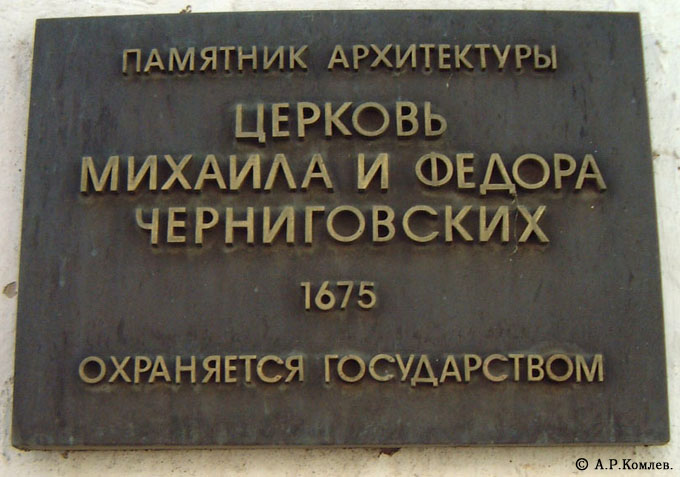 ПАМЯТНИК АРХИТЕКТУРЫ
ЦЕРКОВЬ
МИХАИЛА И ФЕДОРА
ЧЕРНИГОВСКИХ
1675
ОХРАНЯЕТСЯ ГОСУДАРСТВОМ
© А.Р.Комлев.